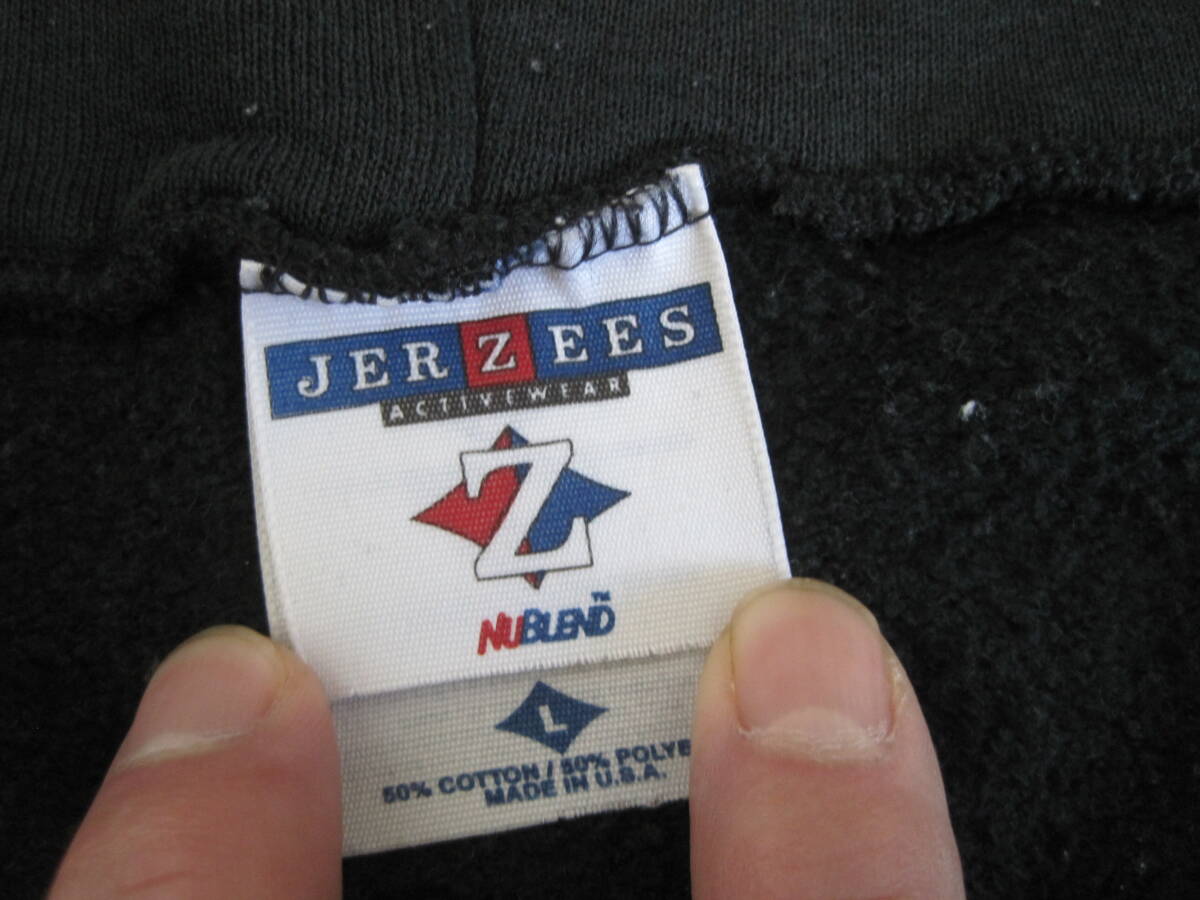 JERZEES
ACTIVEWEAR
Z
NUBLEND™
L
50% COTTON / 50% POLYE
MADE IN U.S.A.